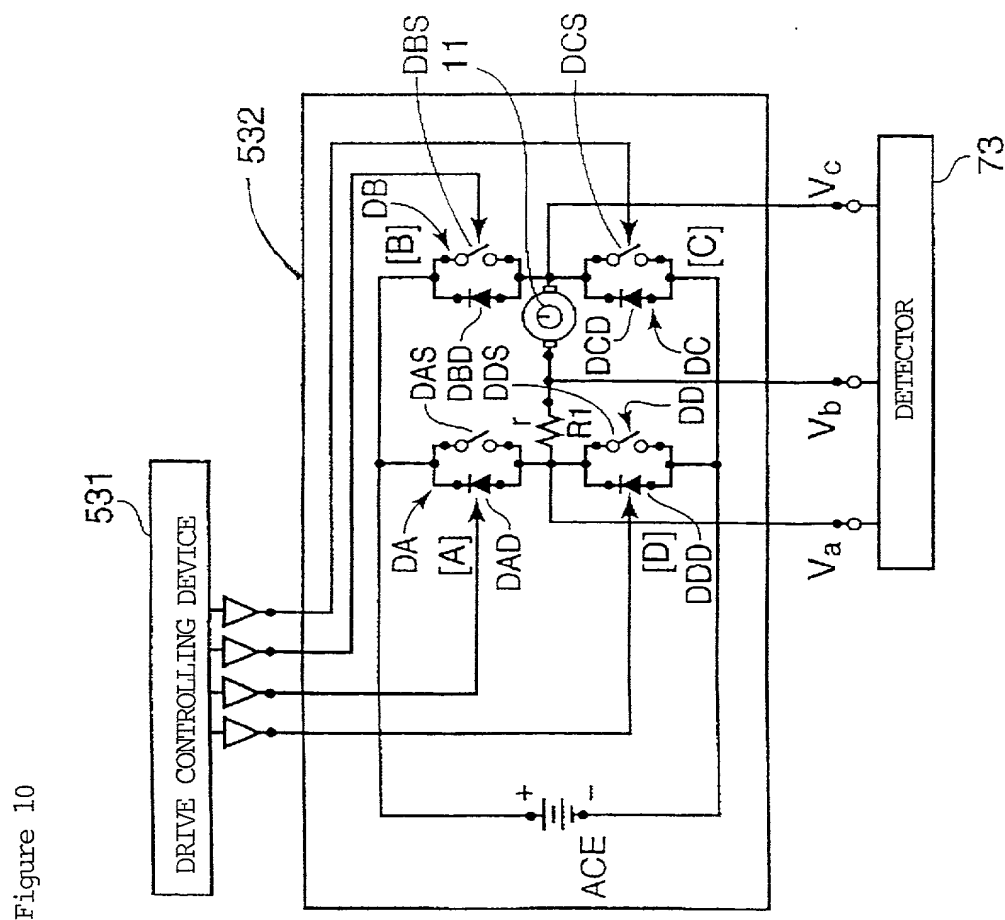 Figure 10
DRIVE CONTROLLING DEVICE
531
532
DBS
11
DCS
DB
[B]
DA
[A]
DAD
DAS
DBD
DDS
r
R1
DCD
DC
[C]
[D]
DDD
DD
ACE
+
−
Va
Vb
Vc
DETECTOR
73